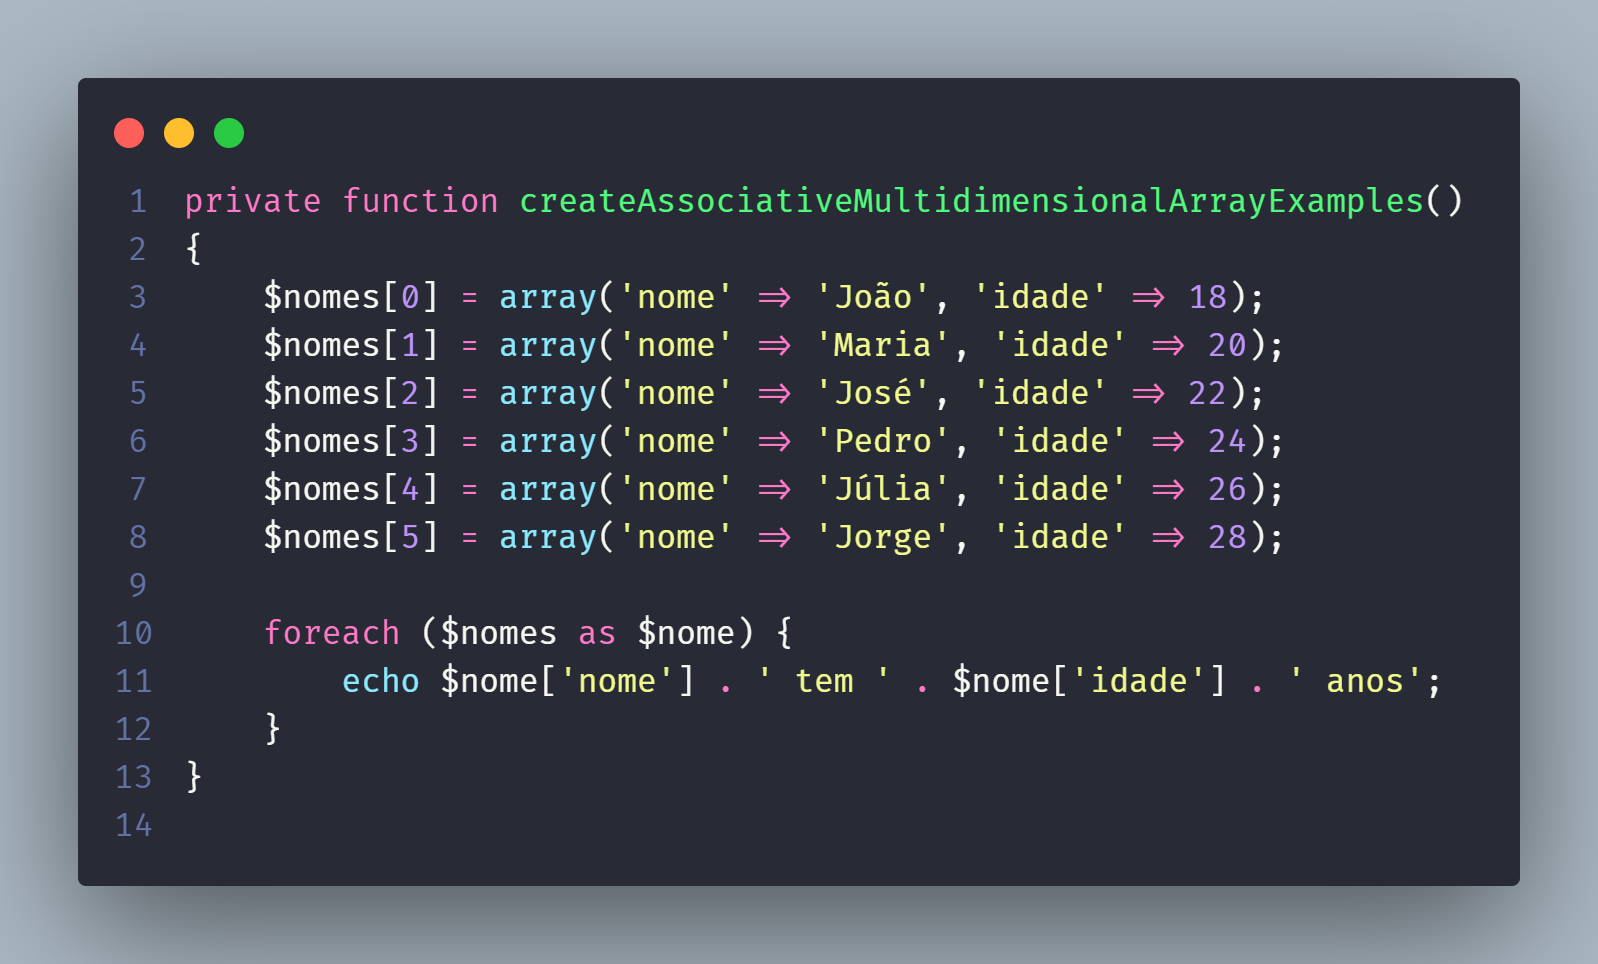 1 private function createAssociativeMultidimensionalArrayExamples()
2 {
3     $nomes[0] = array('nome' => 'João', 'idade' => 18);
4     $nomes[1] = array('nome' => 'Maria', 'idade' => 20);
5     $nomes[2] = array('nome' => 'José', 'idade' => 22);
6     $nomes[3] = array('nome' => 'Pedro', 'idade' => 24);
7     $nomes[4] = array('nome' => 'Júlia', 'idade' => 26);
8     $nomes[5] = array('nome' => 'Jorge', 'idade' => 28);
9
10     foreach ($nomes as $nome) {
11         echo $nome['nome'] . ' tem ' . $nome['idade'] . ' anos';
12     }
13 }
14